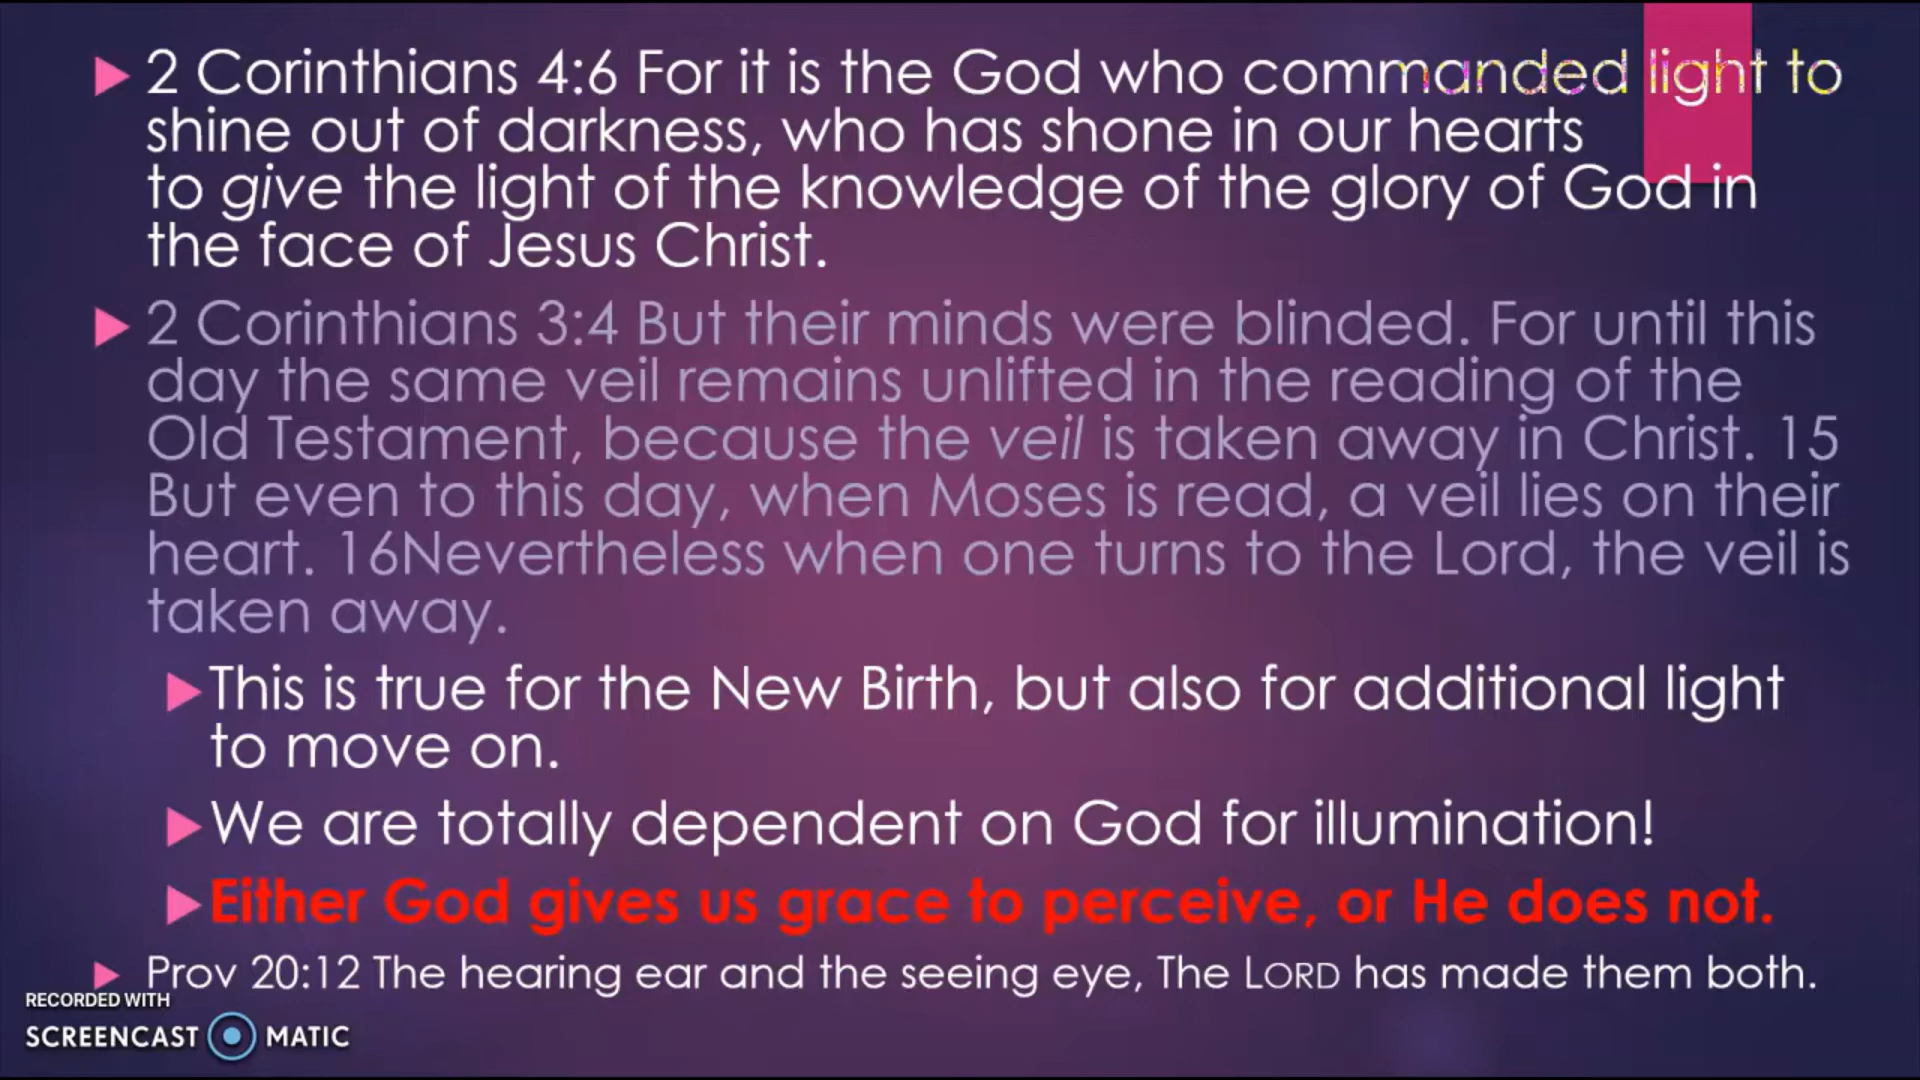 2 Corinthians 4:6 For it is the God who commanded light to
shine out of darkness, who has shone in our hearts
to give the light of the knowledge of the glory of God in
the face of Jesus Christ.
2 Corinthians 3:4 But their minds were blinded. For until this
day the same veil remains unlifted in the reading of the
Old Testament, because the veil is taken away in Christ. 15
But even to this day, when Moses is read, a veil lies on their
heart. 16Nevertheless when one turns to the Lord, the veil is
taken away.
This is true for the New Birth, but also for additional light
to move on.
We are totally dependent on God for illumination!
Either God gives us grace to perceive, or He does not.
Prov 20:12 The hearing ear and the seeing eye, The LORD has made them both.
RECORDED WITH
SCREENCAST MATIC